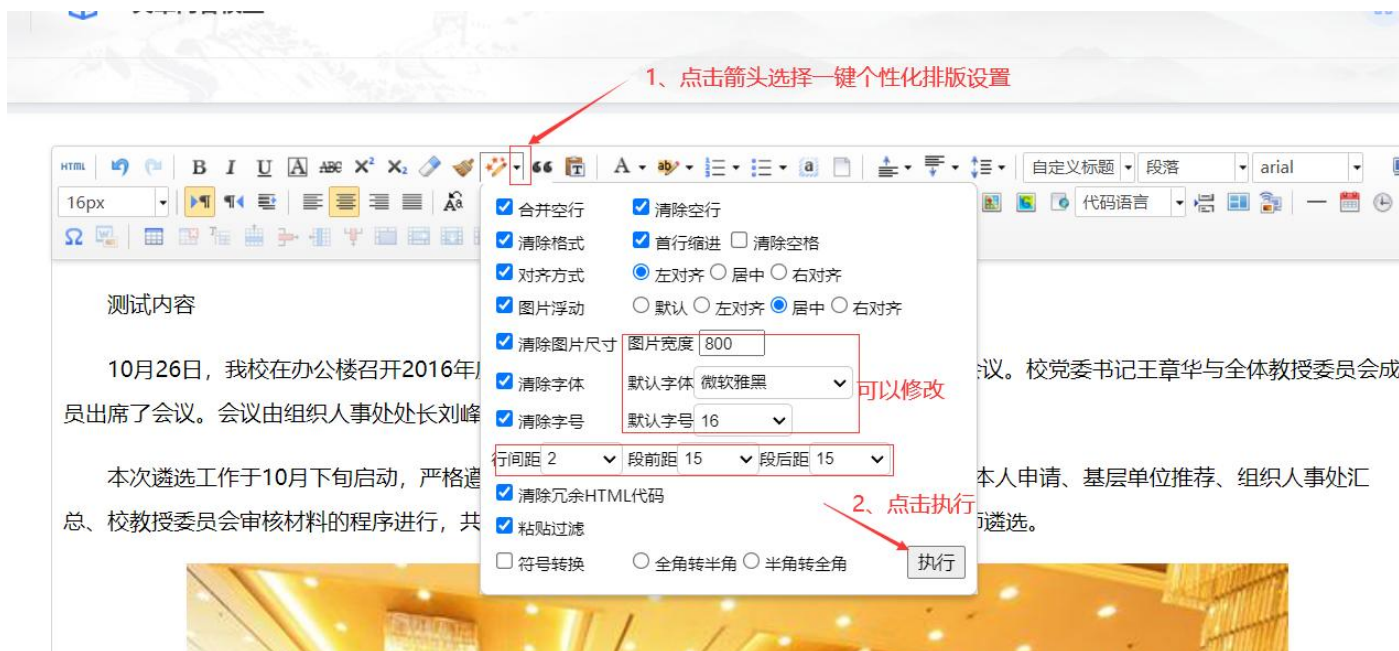 1、点击箭头选择一键个性化排版设置
HTML B I U A ABC X² X₂ A ab 自定义标题 段落 arial
16px 代码语言
Ω
合并空行 清除空行
清除格式 首行缩进 清除空格
对齐方式 左对齐 居中 右对齐
图片浮动 默认 左对齐 居中 右对齐
清除图片尺寸 图片宽度 800
清除字体 默认字体 微软雅黑
可以修改
清除字号 默认字号 16
行间距 2 段前距 15 段后距 15
清除冗余HTML代码
2、点击执行
粘贴过滤
符号转换 全角转半角 半角转全角 执行
测试内容
10月26日，我校在办公楼召开2016年 议。校党委书记王章华与全体教授委员会成
员出席了会议。会议由组织人事处处长刘峰
本次遴选工作于10月下旬启动，严格遵 本人申请、基层单位推荐、组织人事处汇
总、校教授委员会审核材料的程序进行，共 遴选。